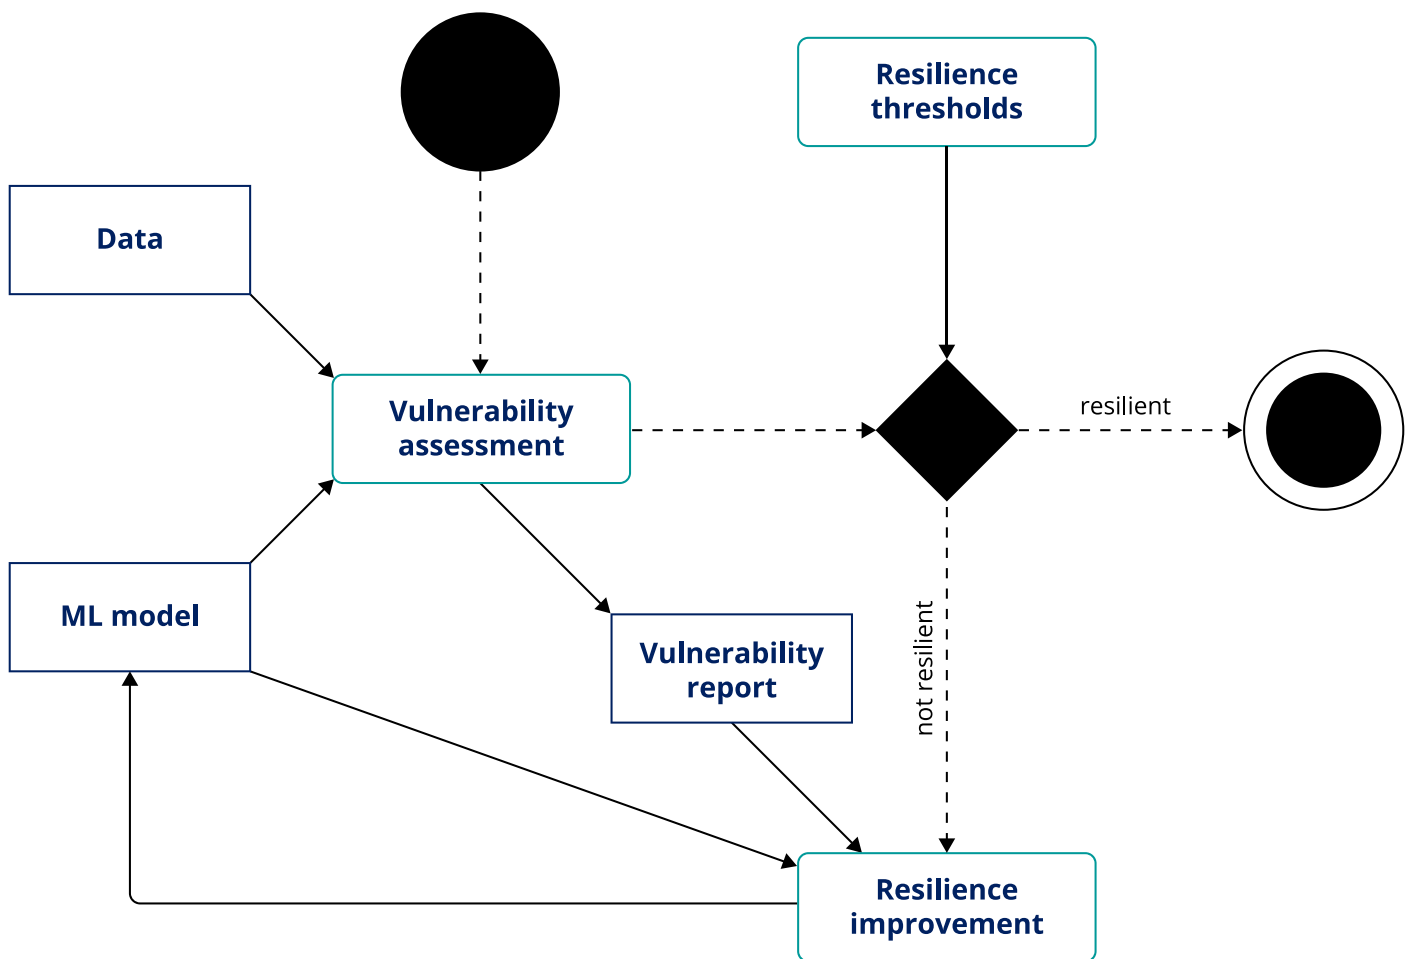 Resilience
thresholds
Data
Vulnerability
assessment
resilient
ML model
not resilient
Vulnerability
report
Resilience
improvement